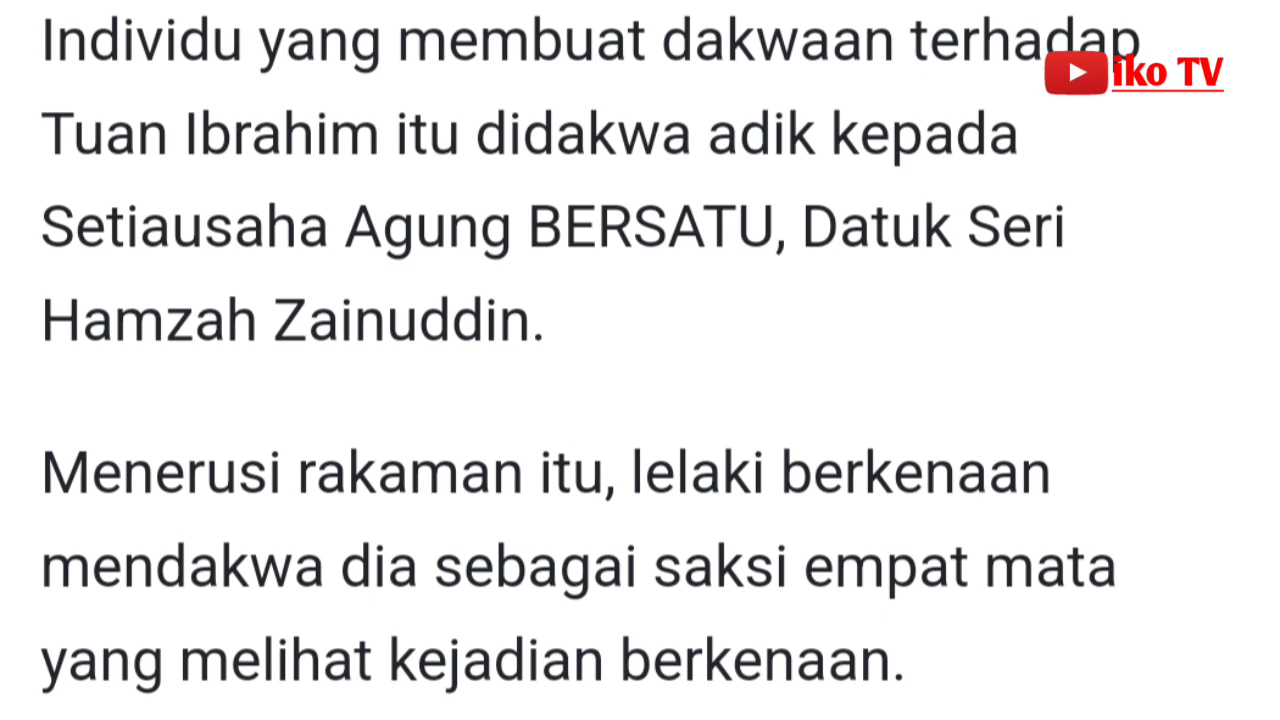 Individu yang membuat dakwaan terhadap
iko TV
Tuan Ibrahim itu didakwa adik kepada
Setiausaha Agung BERSATU, Datuk Seri
Hamzah Zainuddin.
Menerusi rakaman itu, lelaki berkenaan
mendakwa dia sebagai saksi empat mata
yang melihat kejadian berkenaan.